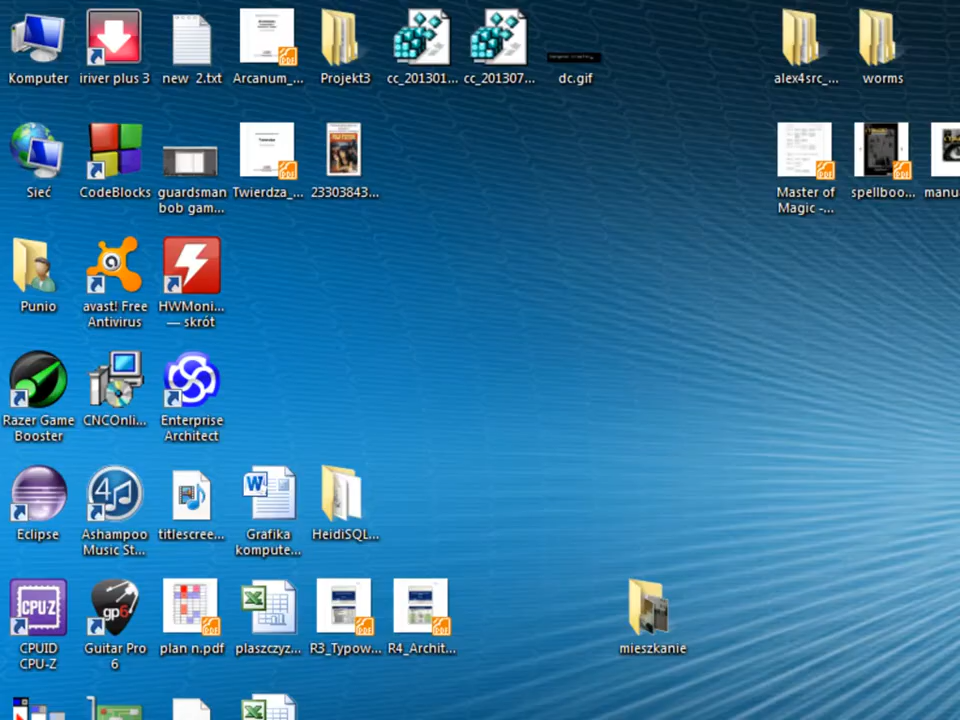 Komputer
iriver plus 3
new 2.txt
Arcanum_...
Projekt3
cc_201301...
cc_201307...
dc.gif
alex4src_...
worms
Sieć
CodeBlocks
guardsman
bob gam...
Twierdza_...
23303843...
Master of
Magic -...
spellboo...
manua
Punio
avast! Free
Antivirus
HWMoni...
— skrót
Razer Game
Booster
CNCOnli...
Enterprise
Architect
Eclipse
Ashampoo
Music St...
titlescree...
Grafika
kompute...
HeidiSQL...
CPU-Z
CPUID
CPU-Z
gp6
Guitar Pro
6
plan n.pdf
plaszczyz...
R3_Typow...
R4_Archit...
mieszkanie